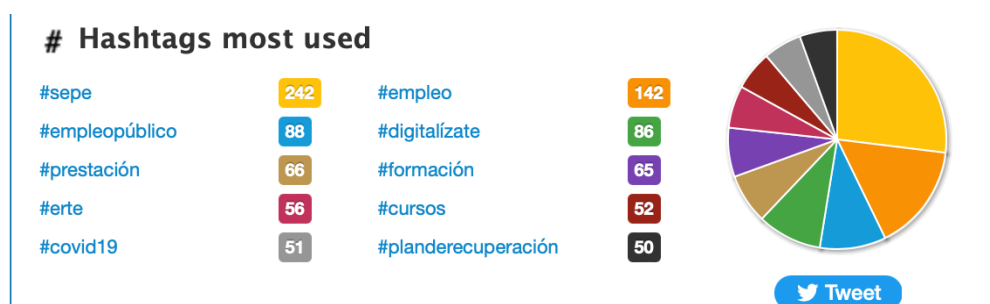 # Hashtags most used
#sepe 242 #empleo 142
#empleopúblico 88 #digitalízate 86
#prestación 66 #formación 65
#erte 56 #cursos 52
#covid19 51 #planderecuperación 50
Tweet